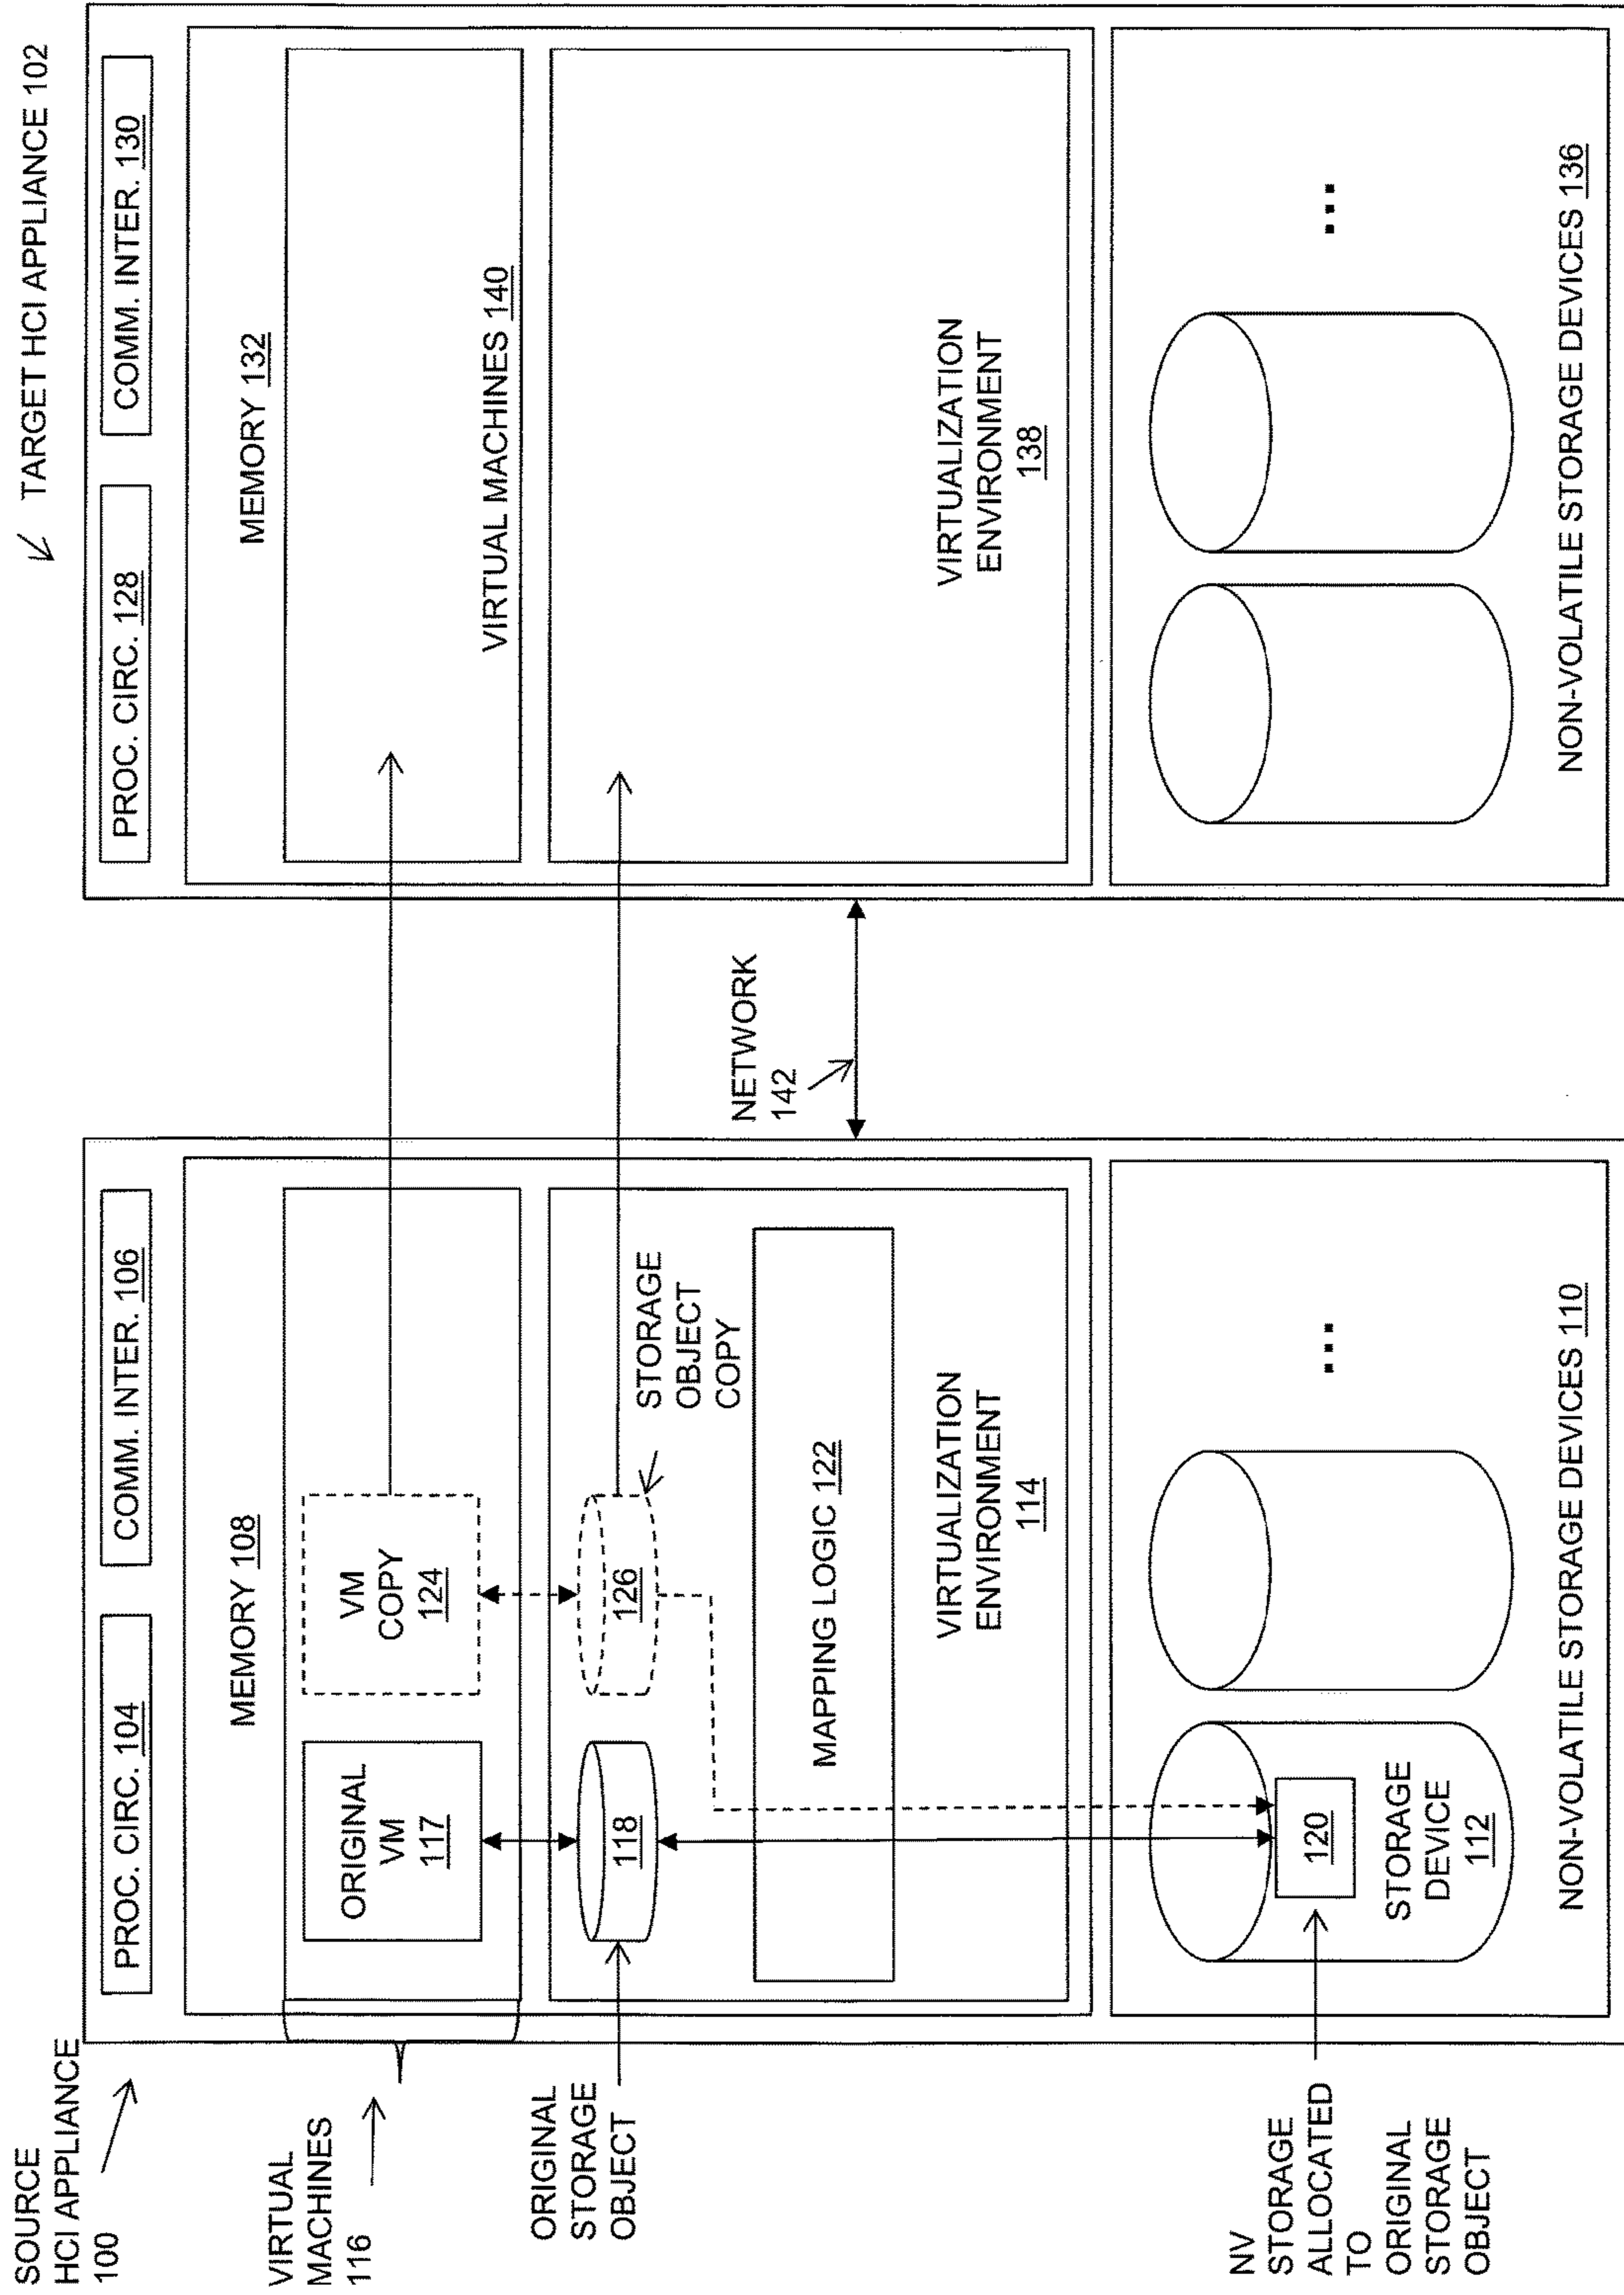 SOURCE
HCI APPLIANCE
100
PROC. CIRC. 104
COMM. INTER. 106
MEMORY 108
VIRTUAL
MACHINES
116
ORIGINAL
VM
117
VM
COPY
124
ORIGINAL
STORAGE
OBJECT
118
126
STORAGE
OBJECT
COPY
MAPPING LOGIC 122
VIRTUALIZATION
ENVIRONMENT
114
NV
STORAGE
ALLOCATED
TO
ORIGINAL
STORAGE
OBJECT
120
STORAGE
DEVICE
112
...
NON-VOLATILE STORAGE DEVICES 110
NETWORK
142
TARGET HCI APPLIANCE 102
PROC. CIRC. 128
COMM. INTER. 130
MEMORY 132
VIRTUAL MACHINES 140
VIRTUALIZATION
ENVIRONMENT
138
...
NON-VOLATILE STORAGE DEVICES 136